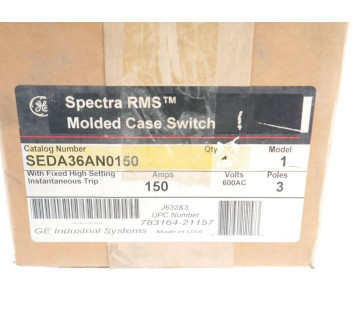 GE
Spectra RMS™
Molded Case Switch
Catalog Number Qty Model
SEDA36AN0150 1
With Fixed High Setting Amps Volts Poles
Instantaneous Trip 150 600AC 3
J632&3
UPC Number
783164-21157
GE Industrial Systems Made in USA